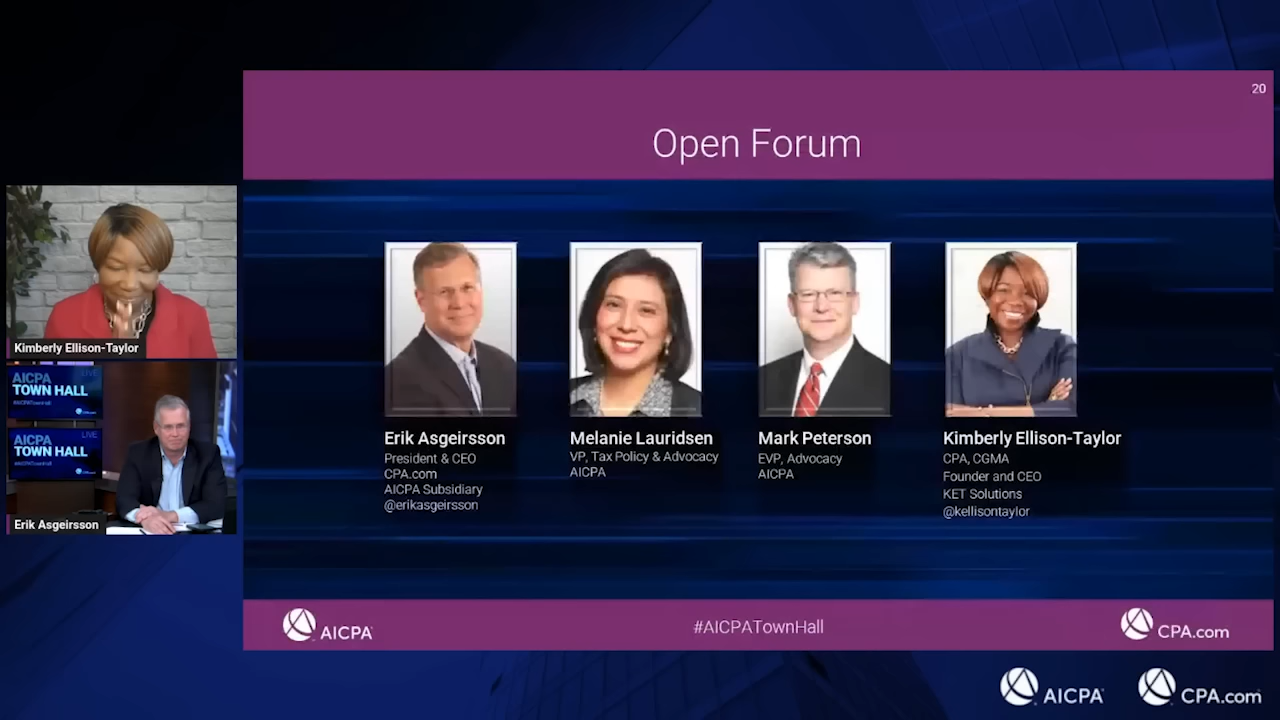 20
Open Forum
Kimberly Ellison-Taylor
AICPA
TOWN HALL
LIVE
AICPA
TOWN HALL
LIVE
Erik Asgeirsson
Erik Asgeirsson
President & CEO
CPA.com
AICPA Subsidiary
@erikasgeirsson
Melanie Lauridsen
VP, Tax Policy & Advocacy
AICPA
Mark Peterson
EVP, Advocacy
AICPA
Kimberly Ellison-Taylor
CPA, CGMA
Founder and CEO
KET Solutions
@kellisontaylor
AICPA
#AICPATownHall
CPA.com
AICPA
CPA.com